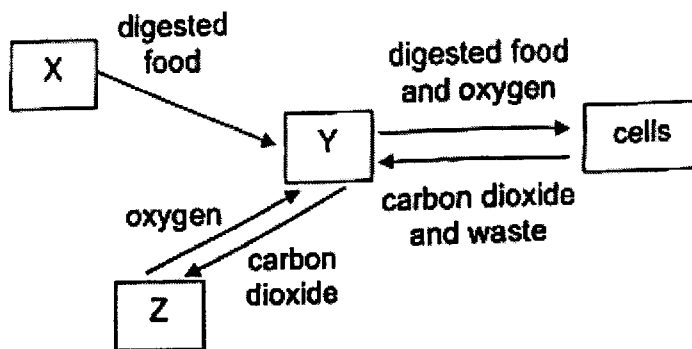 digested
food
X
digested food
and oxygen
Y
cells
oxygen
carbon dioxide
and waste
carbon
dioxide
Z